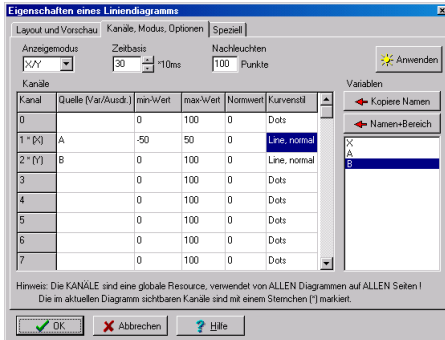 Eigenschaften eines Liniendiagramms
Layout und Vorschau Kanäle, Modus, Optionen Speziell
Anzeigemodus Zeitbasis Nachleuchten
X/Y 30 *10ms 100 Punkte Anwenden
Kanäle Variablen
Kanal Quelle (Var/Ausdr.) min-Wert max-Wert Normwert Kurvenstil Kopiere Namen
0 0 100 0 Dots Namen+Bereich
1 * (X) A -50 50 0 Line, normal X
A
2 * (Y) B 0 100 0 Line, normal B
3 0 100 0 Dots
4 0 100 0 Dots
5 0 100 0 Dots
6 0 100 0 Dots
7 0 100 0 Dots
Hinweis: Die KANÄLE sind eine globale Resource, verwendet von ALLEN Diagrammen auf ALLEN Seiten !
Die im aktuellen Diagramm sichtbaren Kanäle sind mit einem Sternchen (*) markiert.
OK Abbrechen ? Hilfe